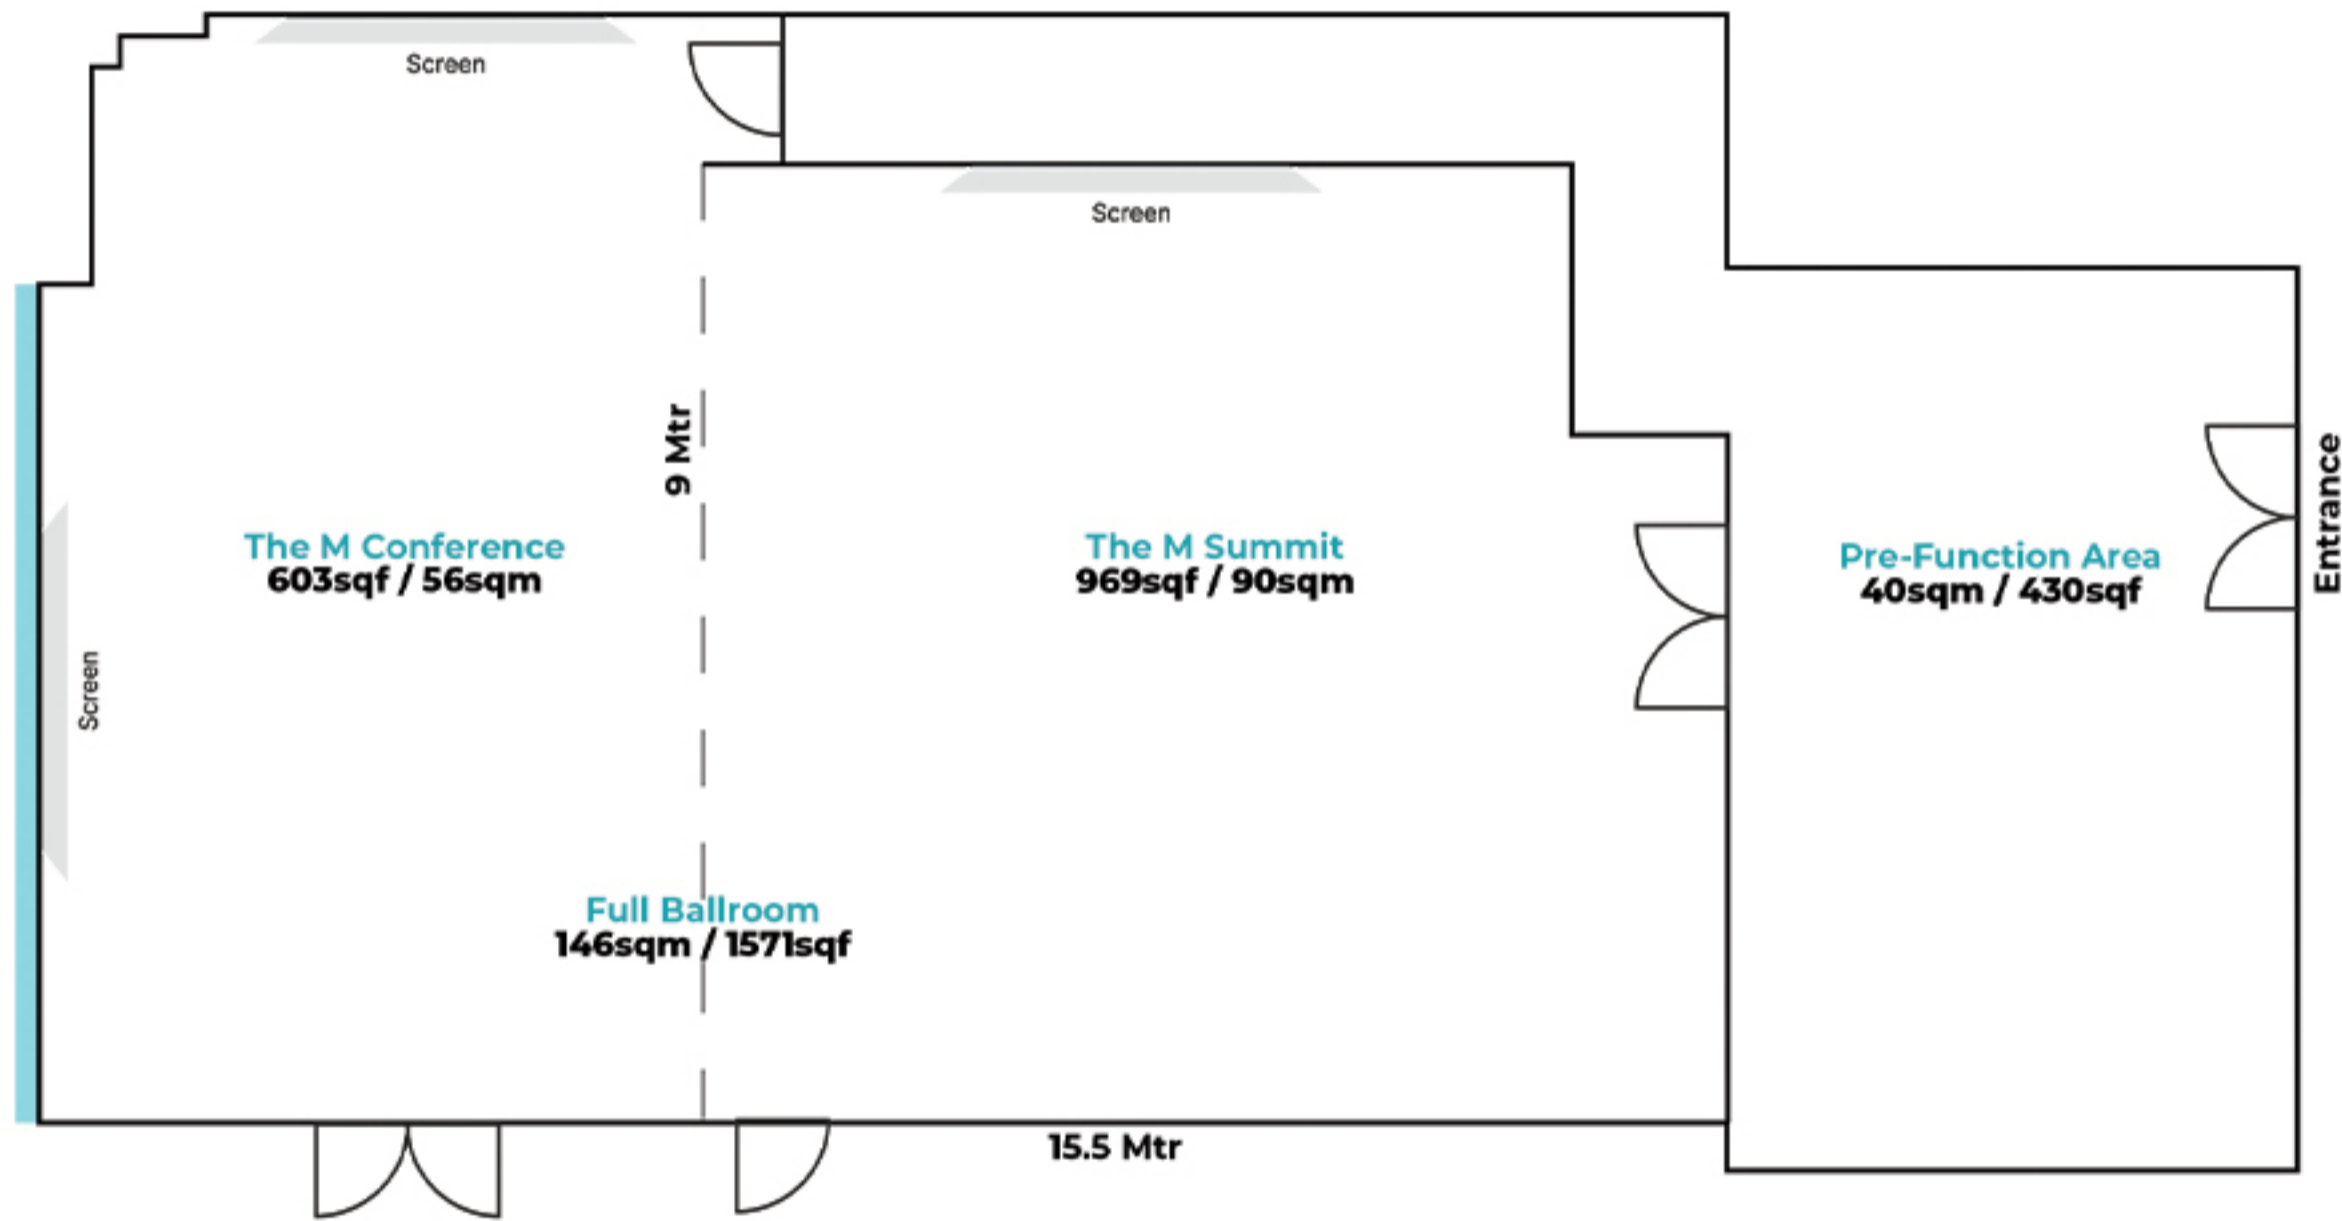 Screen
Screen
9 Mtr
The M Conference
603sqf / 56sqm
The M Summit
969sqf / 90sqm
Pre-Function Area
40sqm / 430sqf
Entrance
Screen
Full Ballroom
146sqm / 1571sqf
15.5 Mtr